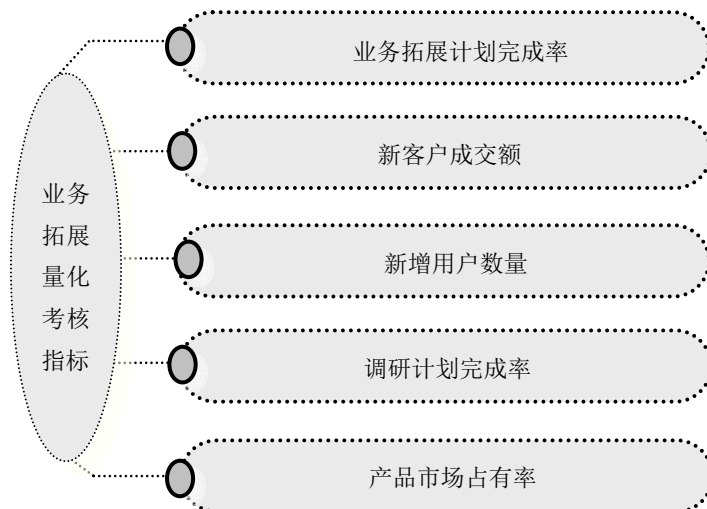 业务
拓展
量化
考核
指标
业务拓展计划完成率
新客户成交额
新增用户数量
调研计划完成率
产品市场占有率